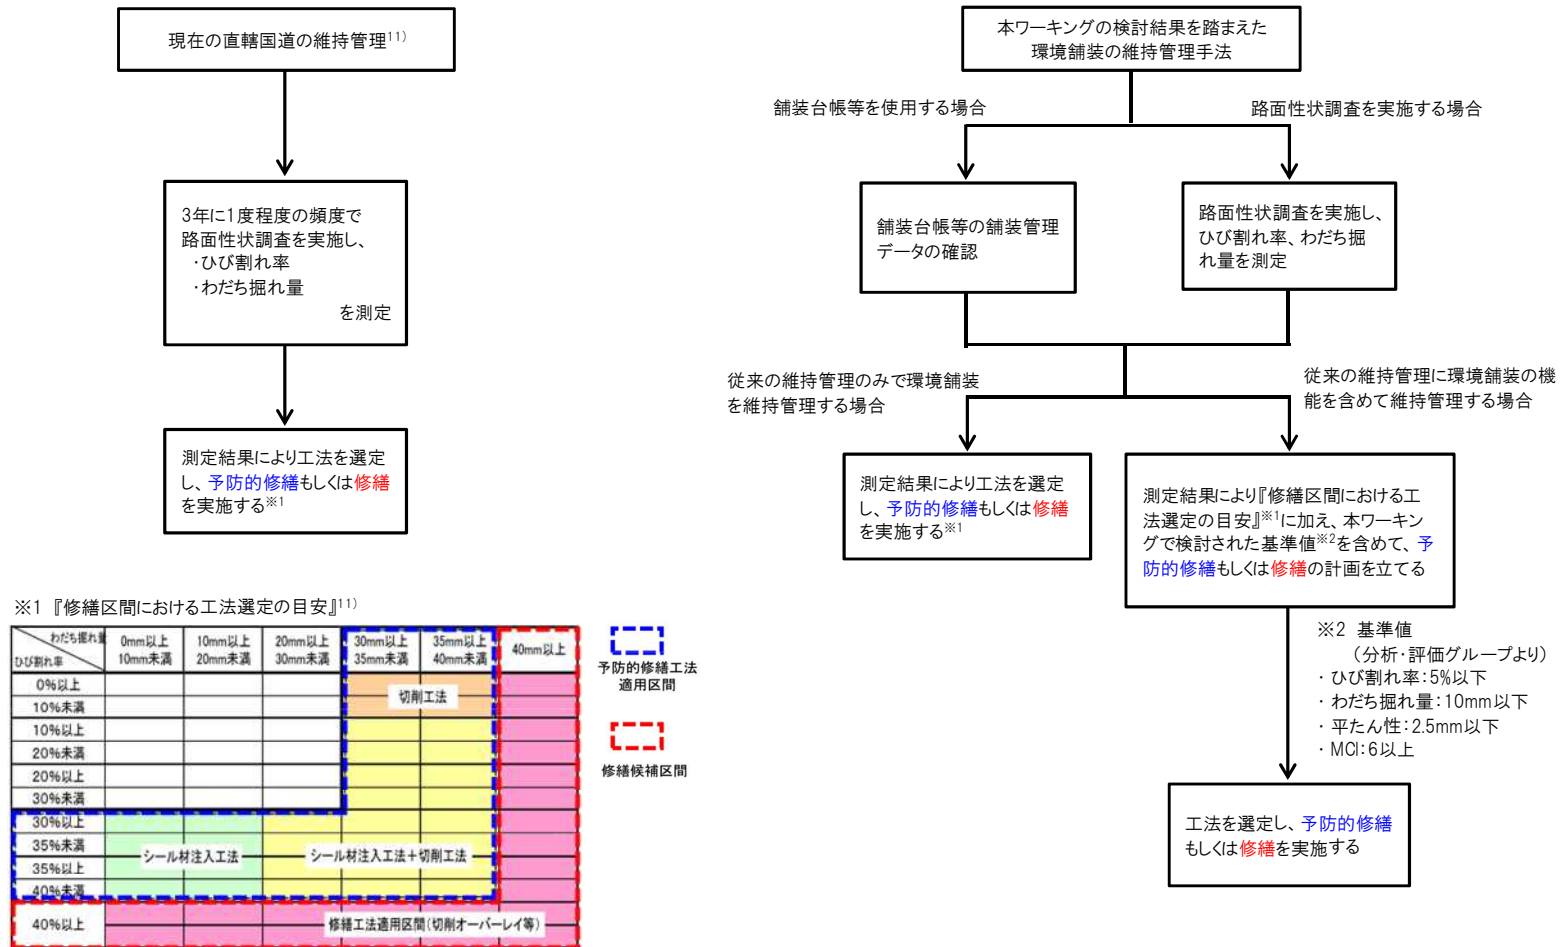 現在の直轄国道の維持管理11)
3年に1度程度の頻度で
路面性状調査を実施し、
・ひび割れ率
・わだち掘れ量
を測定
測定結果により工法を選定
し、予防的修繕もしくは修繕
を実施する※1
本ワーキングの検討結果を踏まえた
環境舗装の維持管理手法
舗装台帳等を使用する場合
路面性状調査を実施する場合
舗装台帳等の舗装管理
データの確認
路面性状調査を実施し、
ひび割れ率、わだち掘
れ量を測定
従来の維持管理のみで環境舗装
を維持管理する場合
従来の維持管理に環境舗装の機
能を含めて維持管理する場合
測定結果により工法を選定
し、予防的修繕もしくは修繕
を実施する※1
測定結果により『修繕区間における工
法選定の目安』※1に加え、本ワーキン
グで検討された基準値※2を含めて、予
防的修繕もしくは修繕の計画を立てる
※2 基準値
(分析・評価グループより)
・ひび割れ率：5%以下
・わだち掘れ量：10mm以下
・平たん性：2.5mm以下
・MCI：6以上
工法を選定し、予防的修繕
もしくは修繕を実施する
※1 『修繕区間における工法選定の目安』11)
わだち掘れ量
ひび割れ率
0mm以上
10mm未満
10mm以上
20mm未満
20mm以上
30mm未満
30mm以上
35mm未満
35mm以上
40mm未満
40mm以上
0%以上
10%未満
10%以上
20%未満
20%以上
30%未満
30%以上
35%未満
35%以上
40%未満
40%以上
切削工法
シール材注入工法
シール材注入工法＋切削工法
修繕工法適用区間(切削オーバーレイ等)
予防的修繕工法
適用区間
修繕候補区間